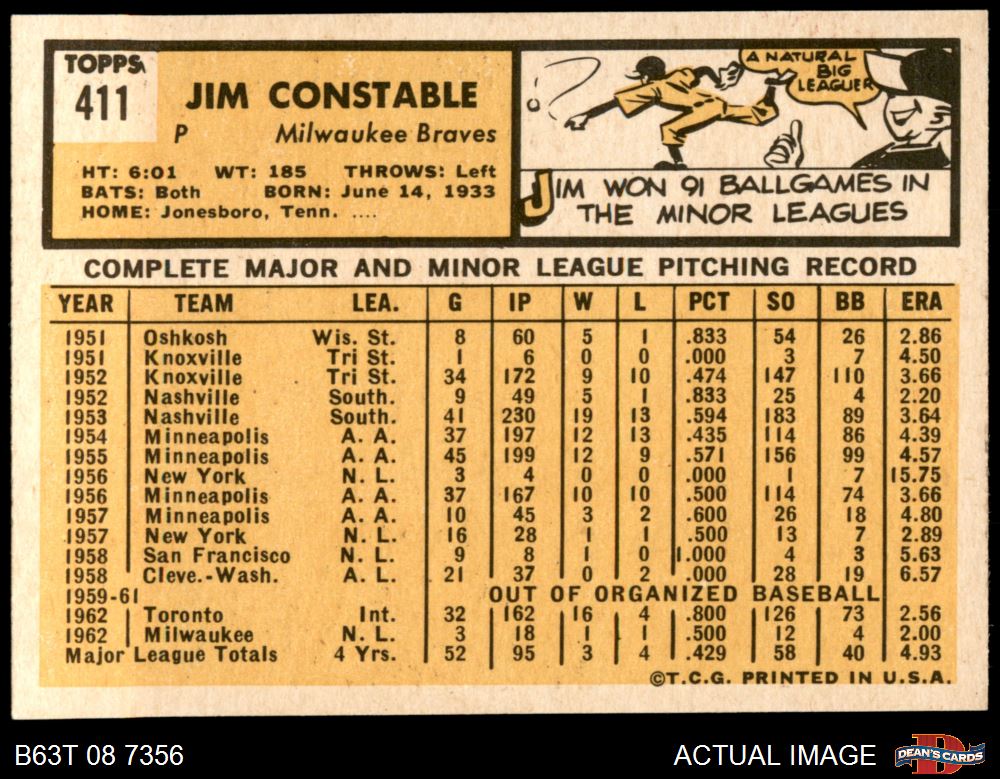 TOPPS
411
JIM CONSTABLE
P Milwaukee Braves
HT: 6:01 WT: 185 THROWS: Left
BATS: Both BORN: June 14, 1933
HOME: Jonesboro, Tenn. ....
A NATURAL
BIG
LEAGUER
JIM WON 91 BALLGAMES IN
THE MINOR LEAGUES
COMPLETE MAJOR AND MINOR LEAGUE PITCHING RECORD
YEAR TEAM LEA. G IP W L PCT SO BB ERA
1951 Oshkosh Wis. St. 8 60 5 1 .833 54 26 2.86
1951 Knoxville Tri St. 1 6 0 0 .000 3 7 4.50
1952 Knoxville Tri St. 34 172 9 10 .474 147 110 3.66
1952 Nashville South. 9 49 5 1 .833 25 4 2.20
1953 Nashville South. 41 230 19 13 .594 183 89 3.64
1954 Minneapolis A. A. 37 197 12 13 .435 114 86 4.39
1955 Minneapolis A. A. 45 199 12 9 .571 156 99 4.57
1956 New York N. L. 3 4 0 0 .000 1 7 15.75
1956 Minneapolis A. A. 37 167 10 10 .500 114 74 3.66
1957 Minneapolis A. A. 10 45 3 2 .600 26 18 4.80
1957 New York N. L. 16 28 1 1 .500 13 7 2.89
1958 San Francisco N. L. 9 8 1 0 1.000 4 3 5.63
1958 Cleve.-Wash. A. L. 21 37 0 2 .000 28 19 6.57
1959-61 OUT OF ORGANIZED BASEBALL
1962 Toronto Int. 32 162 16 4 .800 126 73 2.56
1962 Milwaukee N. L. 3 18 1 1 .500 12 4 2.00
Major League Totals 4 Yrs. 52 95 3 4 .429 58 40 4.93
©T.C.G. PRINTED IN U.S.A.
B63T 08 7356 ACTUAL IMAGE
DEAN'S CARDS